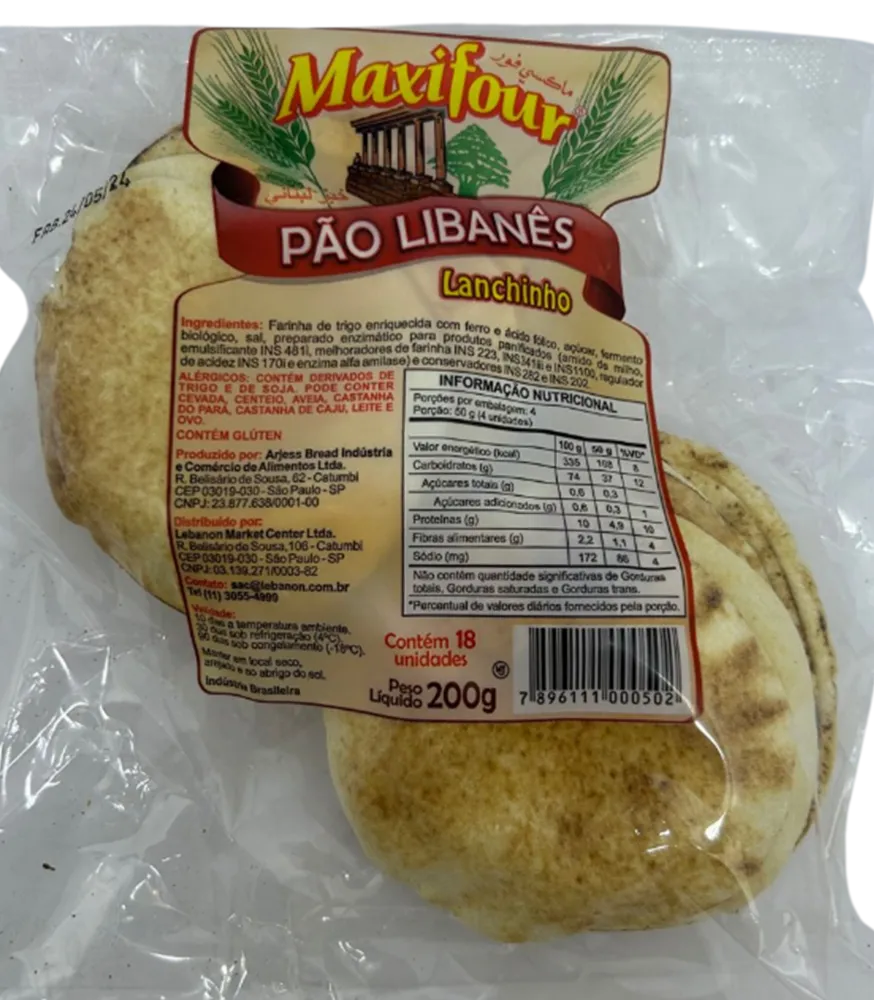 ماكسي فور
Maxifour
خبز لبناني
FAB. 24/05/24
PÃO LIBANÊS
Lanchinho
Ingredientes: Farinha de trigo enriquecida com ferro e ácido fólico, açúcar, fermento
biológico, sal, preparado enzimático para produtos panificados (amido de milho,
emulsificante INS 481i, melhoradores de farinha INS 223, INS341iii e INS1100, regulador
de acidez INS 170i e enzima alfa amilase) e conservadores INS 282 e INS 202.
ALÉRGICOS: CONTÉM DERIVADOS DE
TRIGO E DE SOJA. PODE CONTER
CEVADA, CENTEIO, AVEIA, CASTANHA
DO PARÁ, CASTANHA DE CAJU, LEITE E
OVO.
CONTÉM GLÚTEN
Produzido por: Arjess Bread Indústria
e Comércio de Alimentos Ltda.
R. Belisário de Sousa, 62 - Catumbi
CEP 03019-030 - São Paulo - SP
CNPJ: 23.877.638/0001-00
Distribuído por:
Lebanon Market Center Ltda.
R. Belisário de Sousa, 106 - Catumbi
CEP 03019-030 - São Paulo - SP
CNPJ: 03.139.271/0003-82
Contato: sac@lebanon.com.br
Tel (11) 3055-4999
Validade:
10 dias a temperatura ambiente.
30 dias sob refrigeração (4°C).
90 dias sob congelamento (-18°C).
Manter em local seco,
arejado e ao abrigo do sol.
Indústria Brasileira
INFORMAÇÃO NUTRICIONAL
Porções por embalagem: 4
Porção: 50 g (4 unidades)
100 g 50 g %VD*
Valor energético (kcal) 335 168 8
Carboidratos (g) 74 37 12
Açúcares totais (g) 0,6 0,3
Açúcares adicionados (g) 0,6 0,3 1
Proteínas (g) 10 4,9 10
Fibras alimentares (g) 2,2 1,1 4
Sódio (mg) 172 86 4
Não contém quantidade significativas de Gorduras
totais, Gorduras saturadas e Gorduras trans.
*Percentual de valores diários fornecidos pela porção.
Contém 18
unidades
Peso
Líquido 200g
7 896111 000502